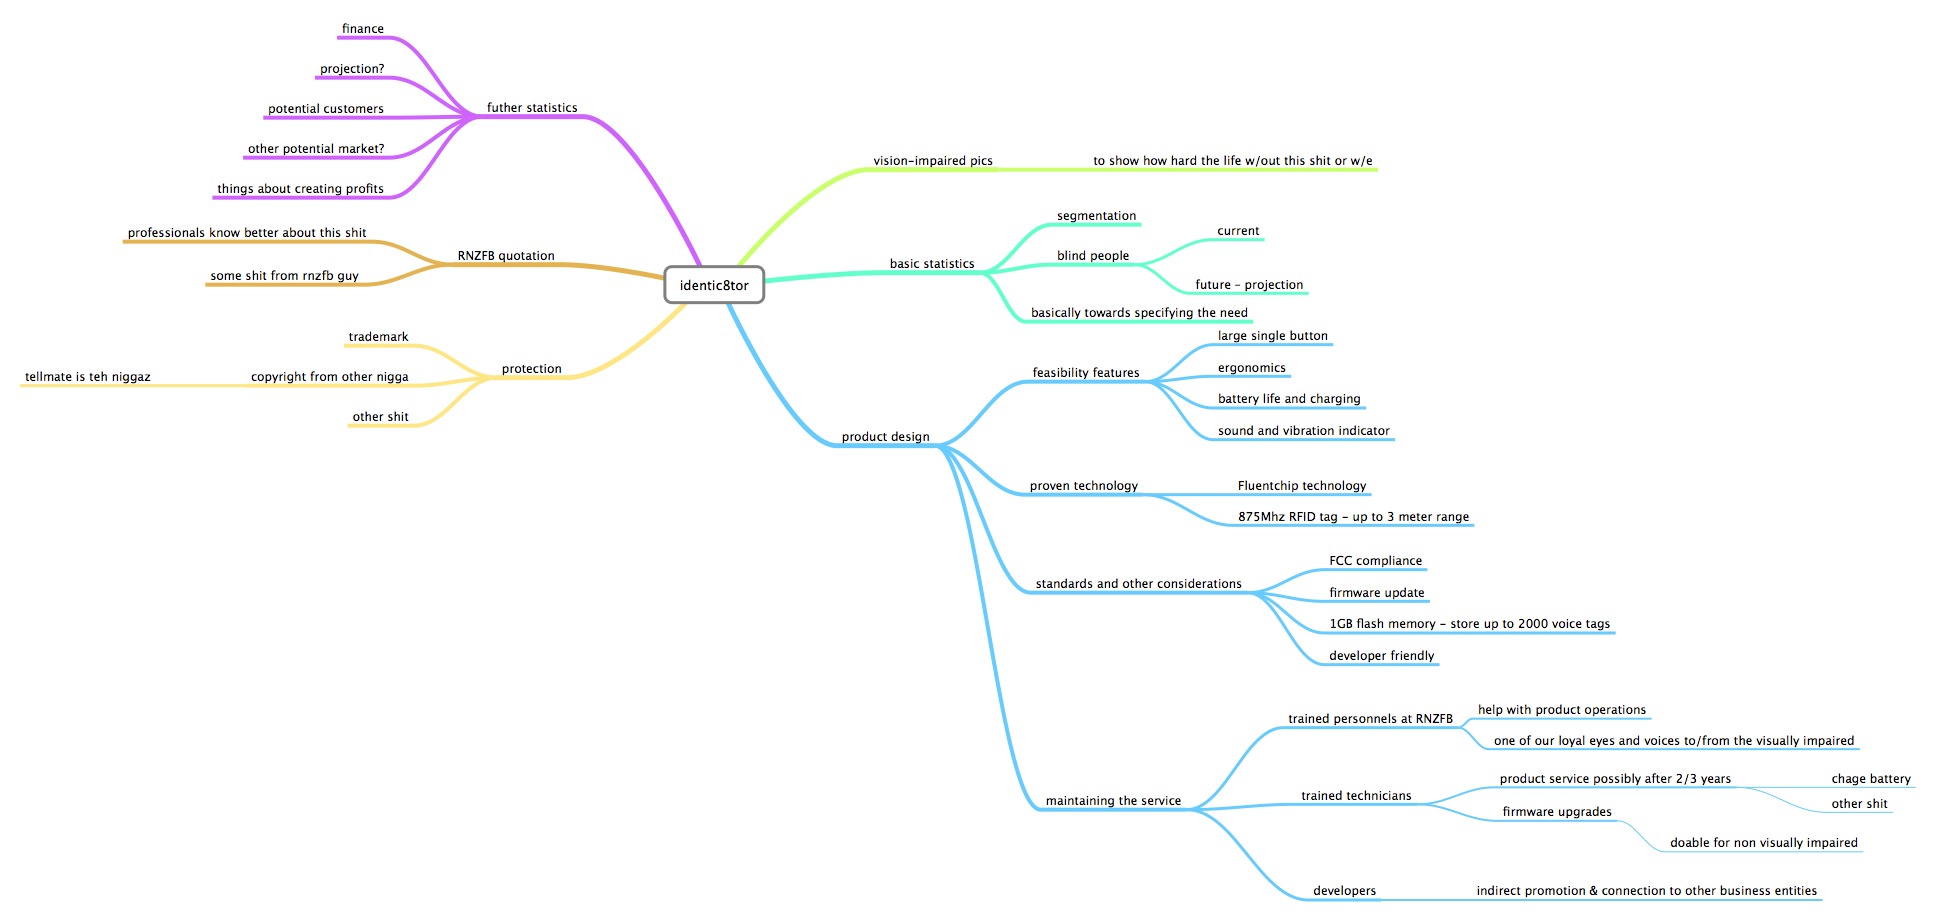 finance
projection?
potential customers
other potential market?
things about creating profits
futher statistics
professionals know better about this shit
some shit from rnzfb guy
RNZFB quotation
trademark
tellmate is teh niggaz
copyright from other nigga
other shit
protection
identic8tor
vision-impaired pics
to show how hard the life w/out this shit or w/e
basic statistics
segmentation
blind people
current
future - projection
basically towards specifying the need
product design
feasibility features
large single button
ergonomics
battery life and charging
sound and vibration indicator
proven technology
Fluentchip technology
875Mhz RFID tag - up to 3 meter range
standards and other considerations
FCC compliance
firmware update
1GB flash memory - store up to 2000 voice tags
developer friendly
maintaining the service
trained personnels at RNZFB
help with product operations
one of our loyal eyes and voices to/from the visually impaired
trained technicians
product service possibly after 2/3 years
chage battery
other shit
firmware upgrades
doable for non visually impaired
developers
indirect promotion & connection to other business entities